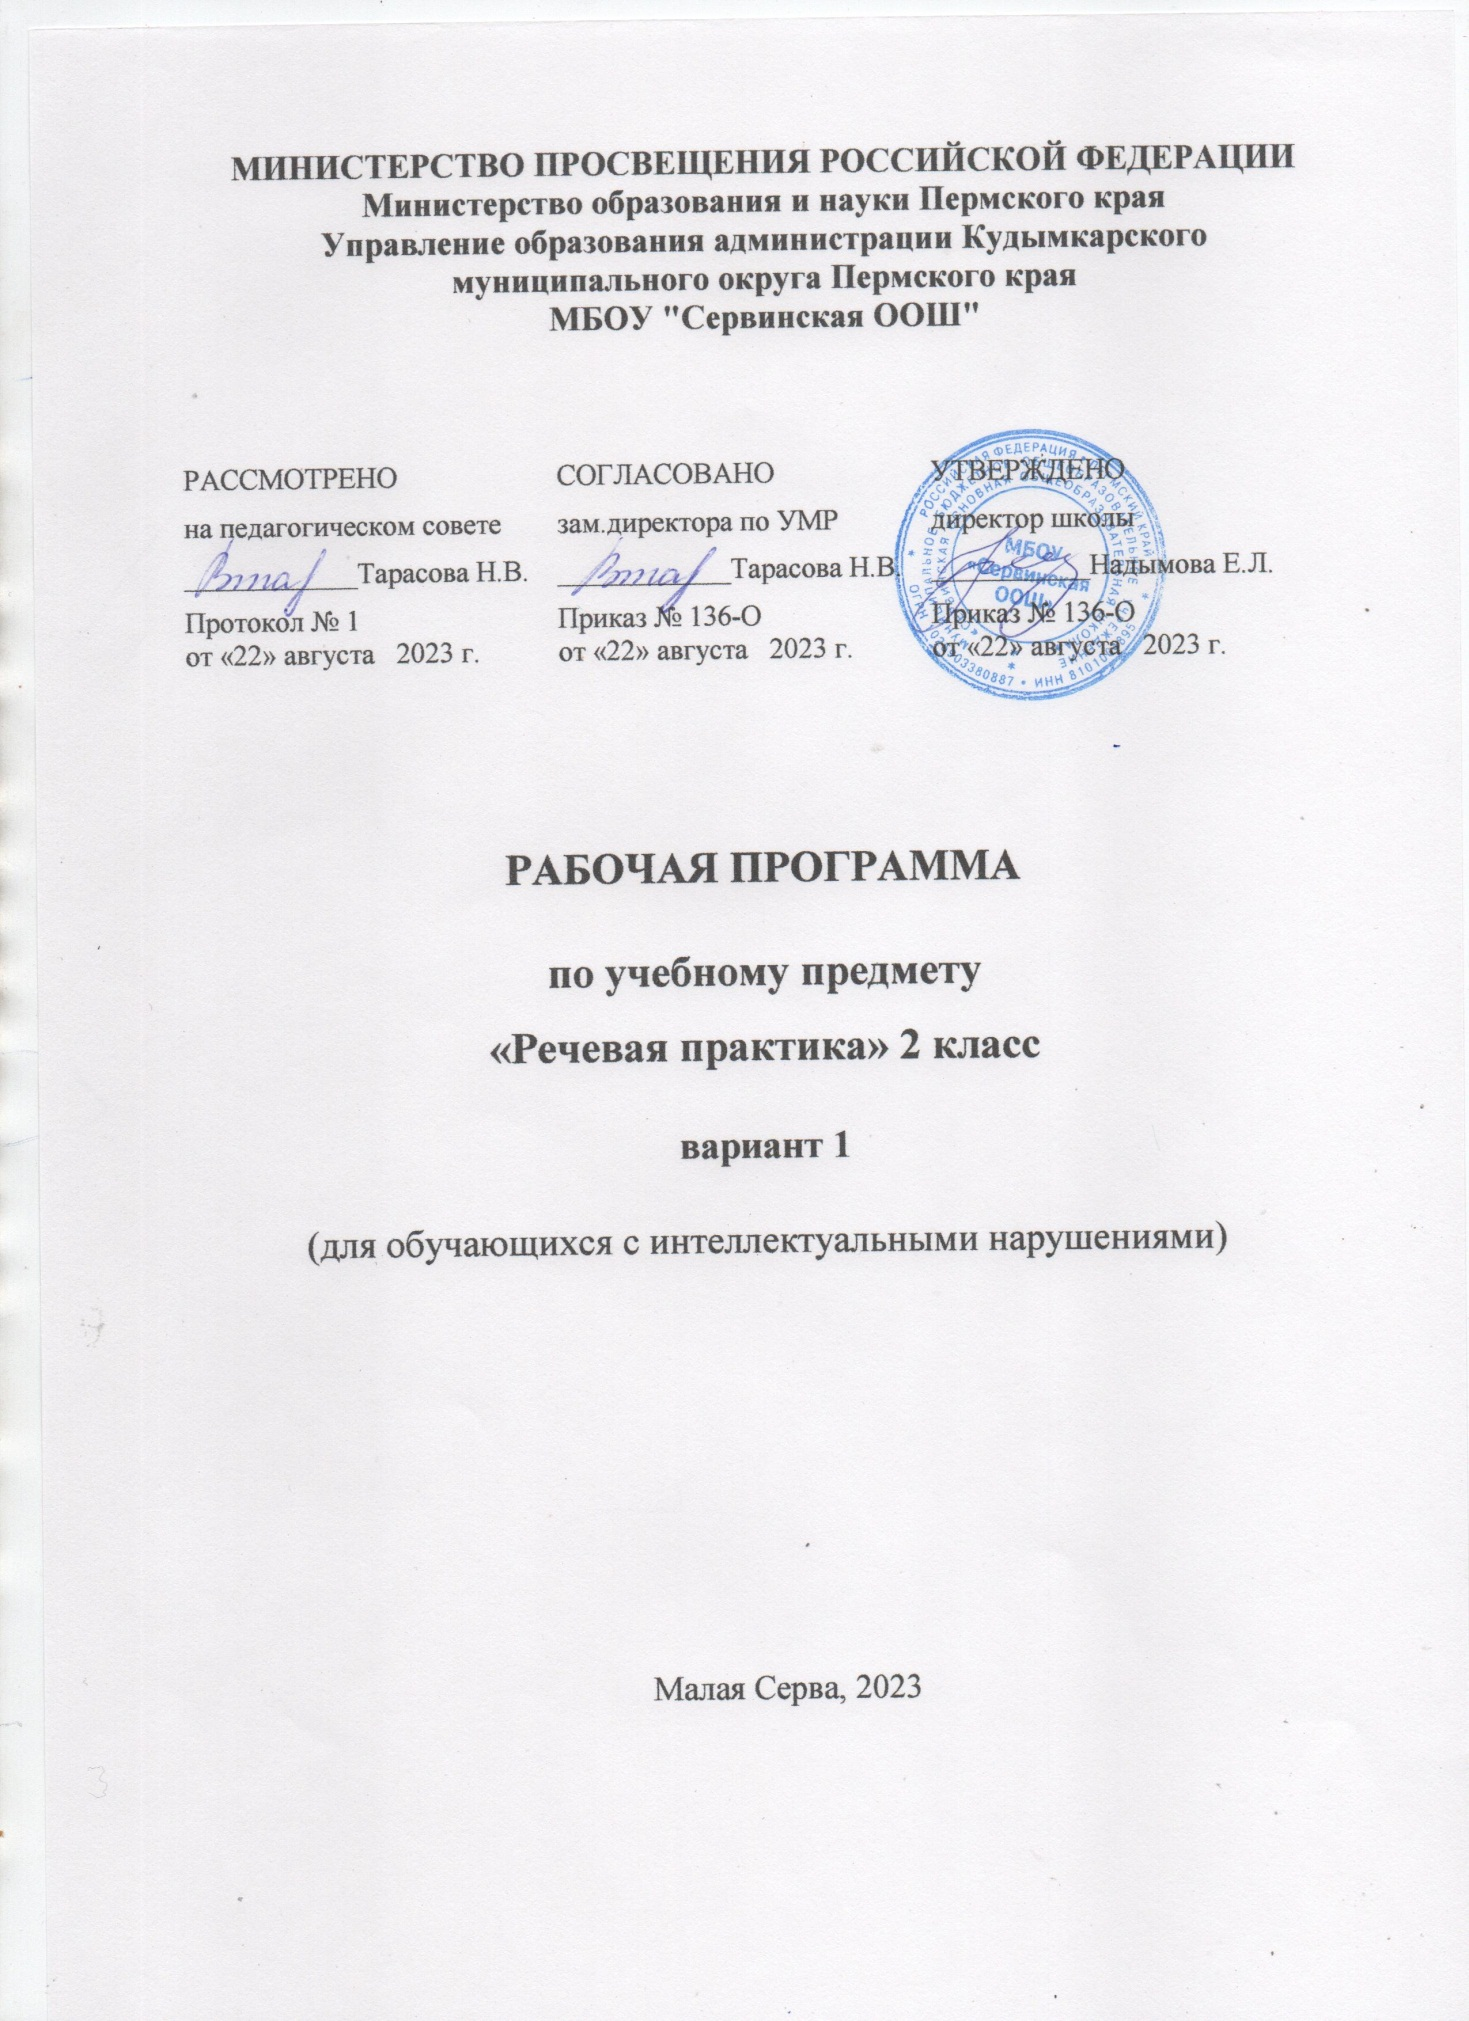 МИНИСТЕРСТВО ПРОСВЕЩЕНИЯ РОССИЙСКОЙ ФЕДЕРАЦИИ
Министерство образования и науки Пермского края
Управление образования администрации Кудымкарского
муниципального округа Пермского края
МБОУ "Сервинская ООШ"
РАССМОТРЕНО
на педагогическом совете
____________Тарасова Н.В.
Протокол № 1
от «22» августа 2023 г.
СОГЛАСОВАНО
зам.директора по УМР
____________Тарасова Н.В.
Приказ № 136-О
от «22» августа 2023 г.
УТВЕРЖДЕНО
директор школы
___________ Надымова Е.Л.
Приказ № 136-О
от «22» августа 2023 г.
МБОУ
«Сервинская
ООШ»
РАБОЧАЯ ПРОГРАММА
по учебному предмету
«Речевая практика» 2 класс
вариант 1
(для обучающихся с интеллектуальными нарушениями)
Малая Серва, 2023